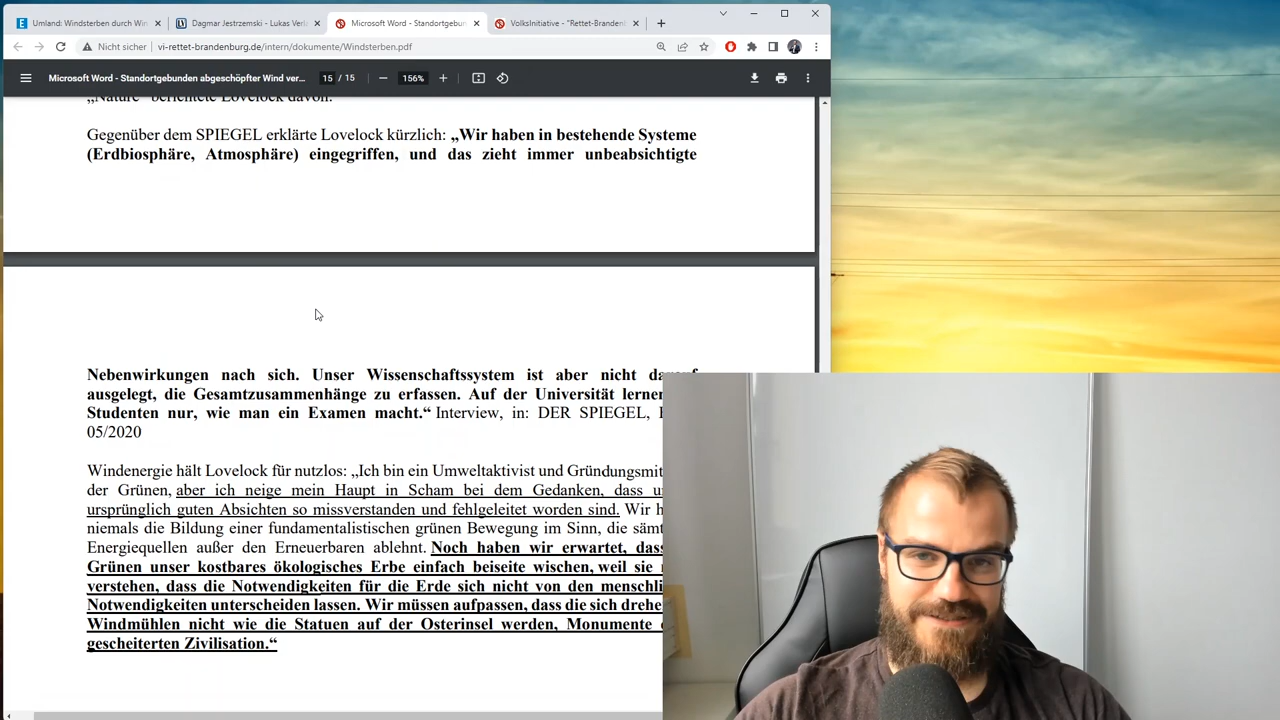 Umland: Windsterben durch Win
Dagmar Jestrzemski - Lukas Verl
Microsoft Word - Standortgebun
VolksInitiative - "Rettet-Brandenl
Nicht sicher
vi-rettet-brandenburg.de/intern/dokumente/Windsterben.pdf
Microsoft Word - Standortgebunden abgeschöpfter Wind ver...
15 / 15
156%
„Nature“ berichtete Lovelock davon.
Gegenüber dem SPIEGEL erklärte Lovelock kürzlich: „Wir haben in bestehende Systeme
(Erdbiosphäre, Atmosphäre) eingegriffen, und das zieht immer unbeabsichtigte
Nebenwirkungen nach sich. Unser Wissenschaftssystem ist aber nicht darauf
ausgelegt, die Gesamtzusammenhänge zu erfassen. Auf der Universität lernen
Studenten nur, wie man ein Examen macht.“ Interview, in: DER SPIEGEL,
05/2020
Windenergie hält Lovelock für nutzlos: „Ich bin ein Umweltaktivist und Gründungsmit
der Grünen, aber ich neige mein Haupt in Scham bei dem Gedanken, dass u
ursprünglich guten Absichten so missverstanden und fehlgeleitet worden sind. Wir h
niemals die Bildung einer fundamentalistischen grünen Bewegung im Sinn, die sämt
Energiequellen außer den Erneuerbaren ablehnt. Noch haben wir erwartet, dass
Grünen unser kostbares ökologisches Erbe einfach beiseite wischen, weil sie
verstehen, dass die Notwendigkeiten für die Erde sich nicht von den menschli
Notwendigkeiten unterscheiden lassen. Wir müssen aufpassen, dass die sich drehe
Windmühlen nicht wie die Statuen auf der Osterinsel werden, Monumente
gescheiterten Zivilisation.“